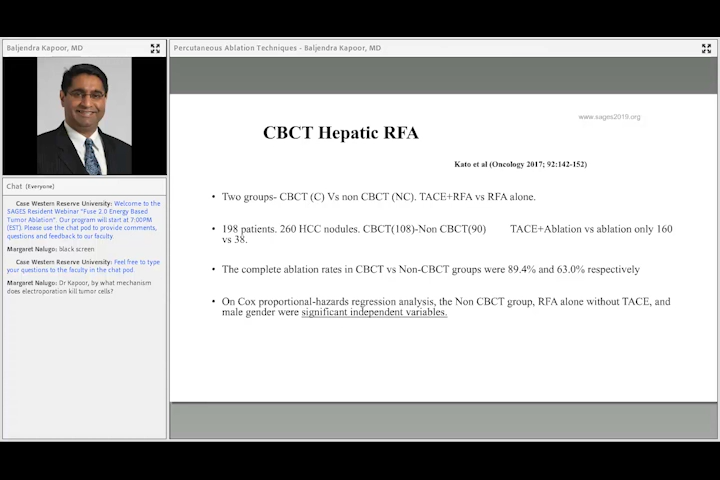 Baljendra Kapoor, MD
Percutaneous Ablation Techniques - Baljendra Kapoor, MD
Chat (Everyone)
Case Western Reserve University: Welcome to the
SAGES Resident Webinar "Fuse 2.0 Energy Based
Tumor Ablation". Our program will start at 7:00PM
(EST). Please use the chat pod to provide comments,
questions and feedback to our faculty
Margaret Nalugo: black screen
Case Western Reserve University: Feel free to type
your questions to the faculty in the chat pod
Margaret Nalugo: Dr Kapoor, by what mechanism
does electroporation kill tumor cells?
www.sages2019.org
CBCT Hepatic RFA
Kato et al (Oncology 2017; 92:142-152)
• Two groups- CBCT (C) Vs non CBCT (NC). TACE+RFA vs RFA alone.
• 198 patients. 260 HCC nodules. CBCT(108)-Non CBCT(90) TACE+Ablation vs ablation only 160
vs 38.
• The complete ablation rates in CBCT vs Non-CBCT groups were 89.4% and 63.0% respectively
• On Cox proportional-hazards regression analysis, the Non CBCT group, RFA alone without TACE, and
male gender were significant independent variables.